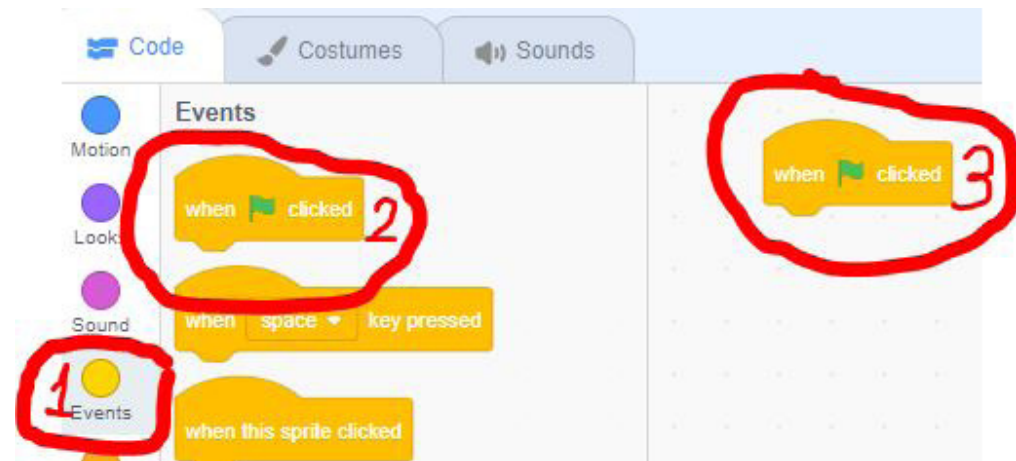 Code
Costumes
Sounds
Events
Motion
when clicked 2
when clicked 3
Looks
Sound
when space key pressed
1
Events
when this sprite clicked